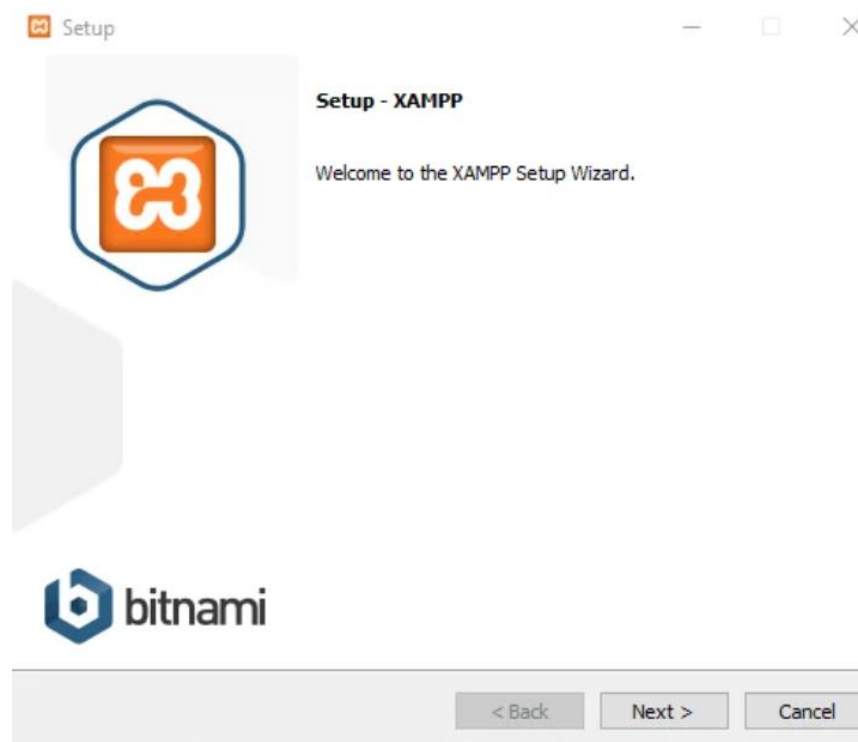 Setup
Setup - XAMPP
Welcome to the XAMPP Setup Wizard.
bitnami
< Back Next > Cancel